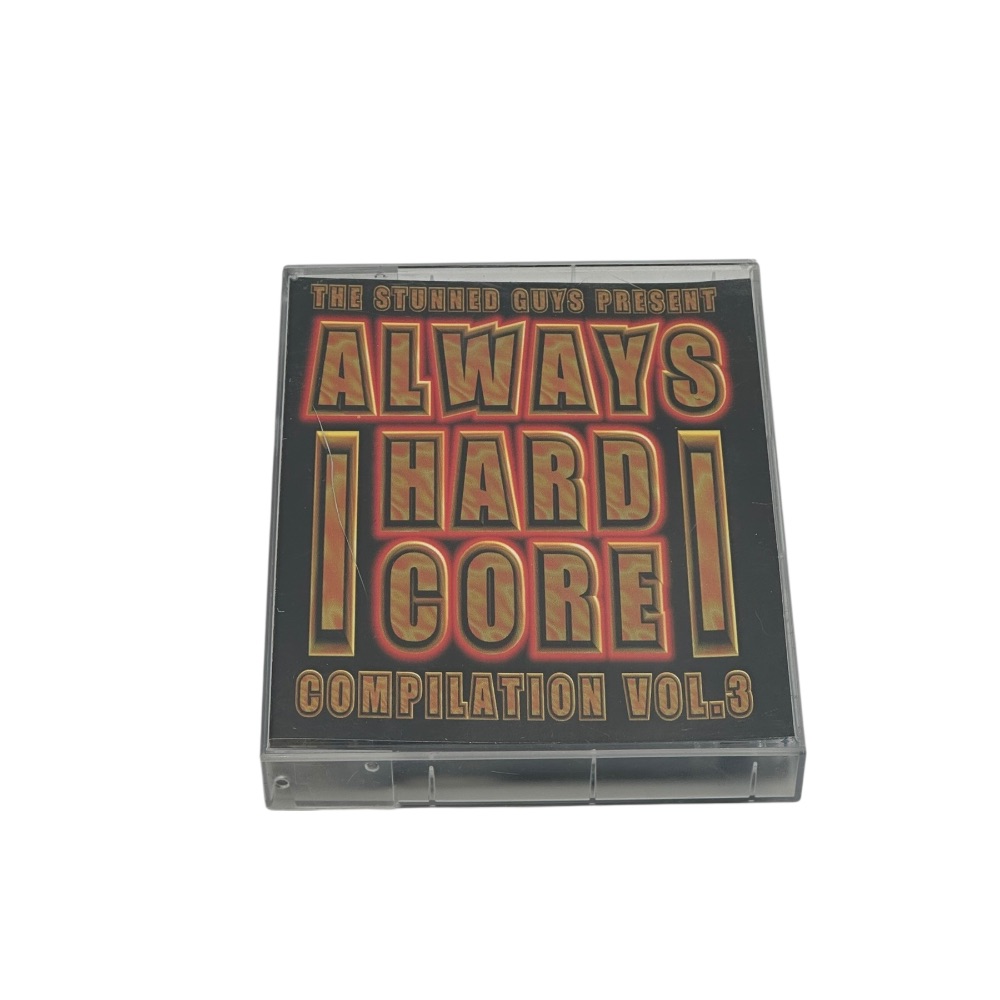 THE STUNNED GUYS PRESENT
ALWAYS
HARD
CORE
COMPILATION VOL.3